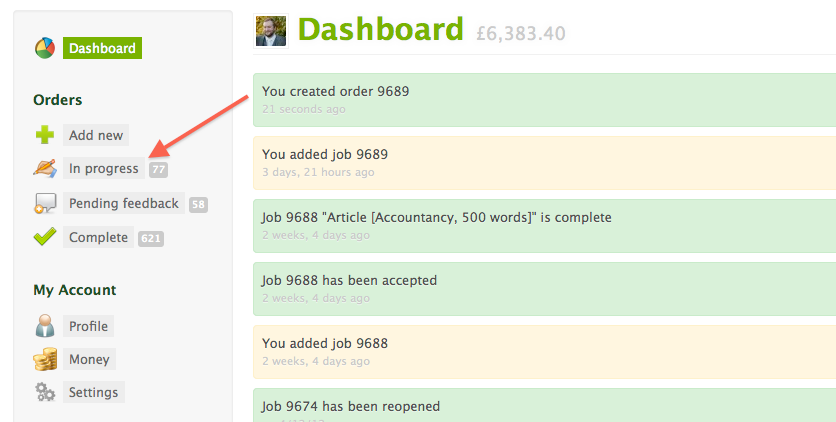 Dashboard
Orders
Add new
In progress 77
Pending feedback 58
Complete 621
My Account
Profile
Money
Settings
Dashboard £6,383.40
You created order 9689
21 seconds ago
You added job 9689
3 days, 21 hours ago
Job 9688 "Article [Accountancy, 500 words]" is complete
2 weeks, 4 days ago
Job 9688 has been accepted
2 weeks, 4 days ago
You added job 9688
2 weeks, 4 days ago
Job 9674 has been reopened